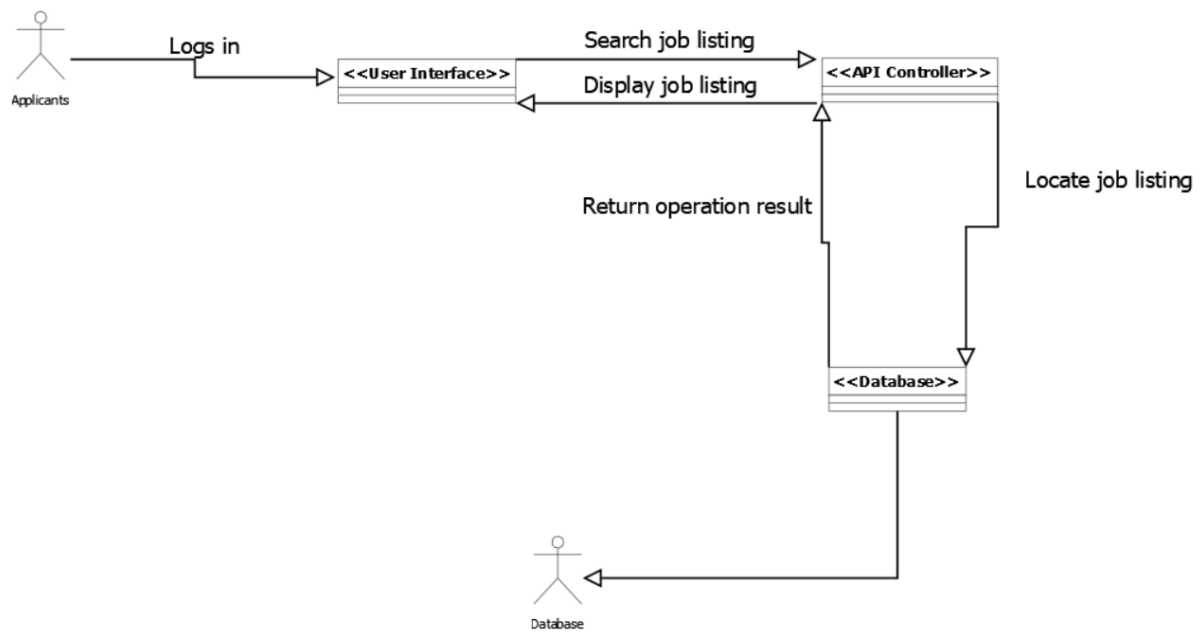 Logs in
Search job listing
<<User Interface>>
<<API Controller>>
Display job listing
Applicants
Locate job listing
Return operation result
<<Database>>
Database